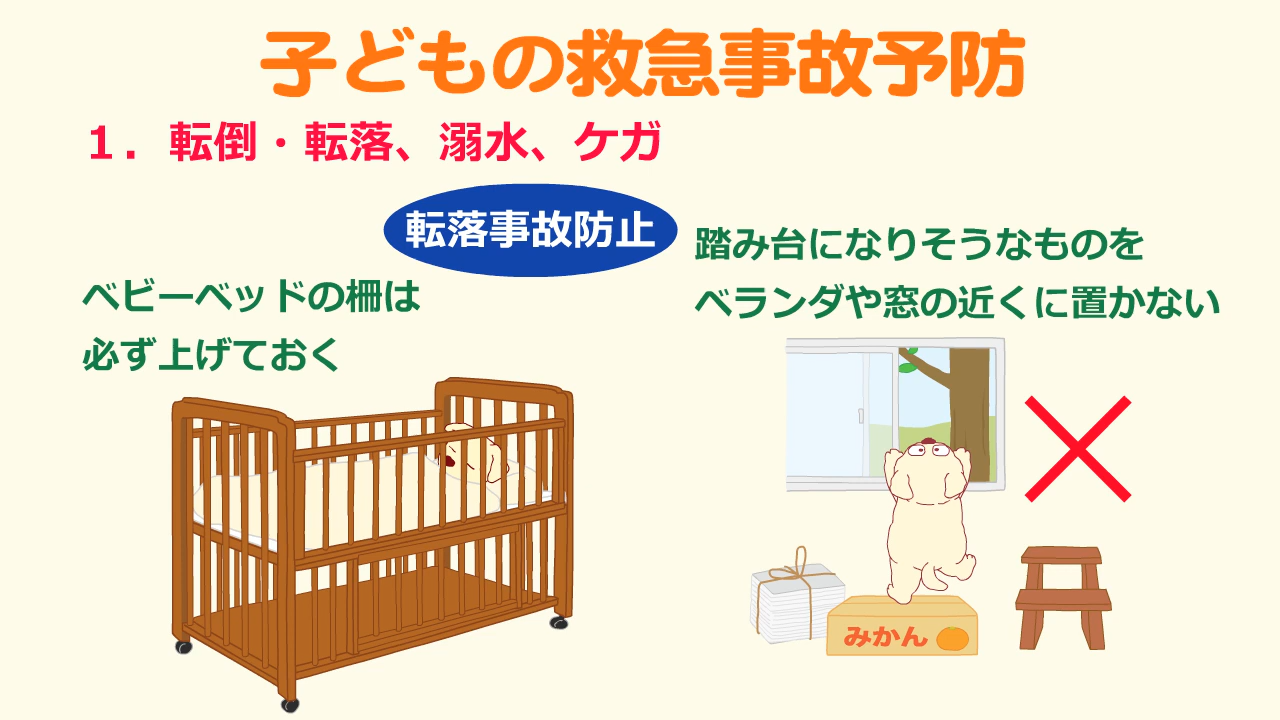 子どもの救急事故予防
１．転倒・転落、溺水、ケガ
転落事故防止
ベビーベッドの柵は
必ず上げておく
踏み台になりそうなものを
ベランダや窓の近くに置かない
みかん